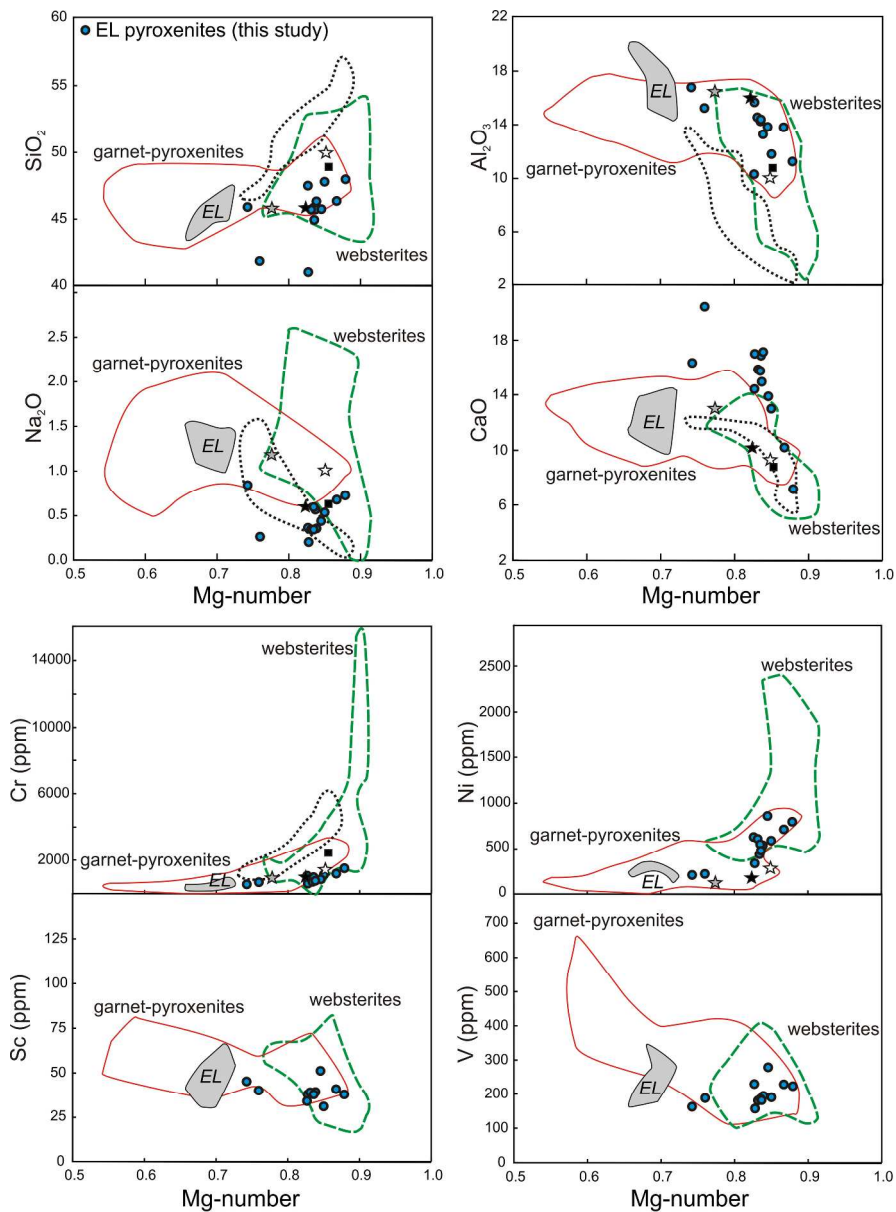 60
EL pyroxenites (this study)
55
SiO2
50
garnet-pyroxenites
45
EL
websterites
40
22
18
EL
websterites
Al2O3
14
garnet-pyroxenites
10
6
2
2.5
websterites
2.0
garnet-pyroxenites
Na2O
1.5
EL
1.0
0.5
0.0
0.5 0.6 0.7 0.8 0.9 1.0
Mg-number
18
14
CaO
EL
10
garnet-pyroxenites
6
websterites
2
0.5 0.6 0.7 0.8 0.9 1.0
Mg-number
websterites
14000
Cr (ppm)
6000
garnet-pyroxenites
2000
EL
2500
websterites
2000
Ni (ppm)
1500
1000
garnet-pyroxenites
500
EL
0
125
100
Sc (ppm)
garnet-pyroxenites
websterites
75
50
EL
25
0
0.5 0.6 0.7 0.8 0.9 1.0
Mg-number
garnet-pyroxenites
700
600
V (ppm)
500
400
websterites
300
EL
200
100
0
0.5 0.6 0.7 0.8 0.9 1.0
Mg-number